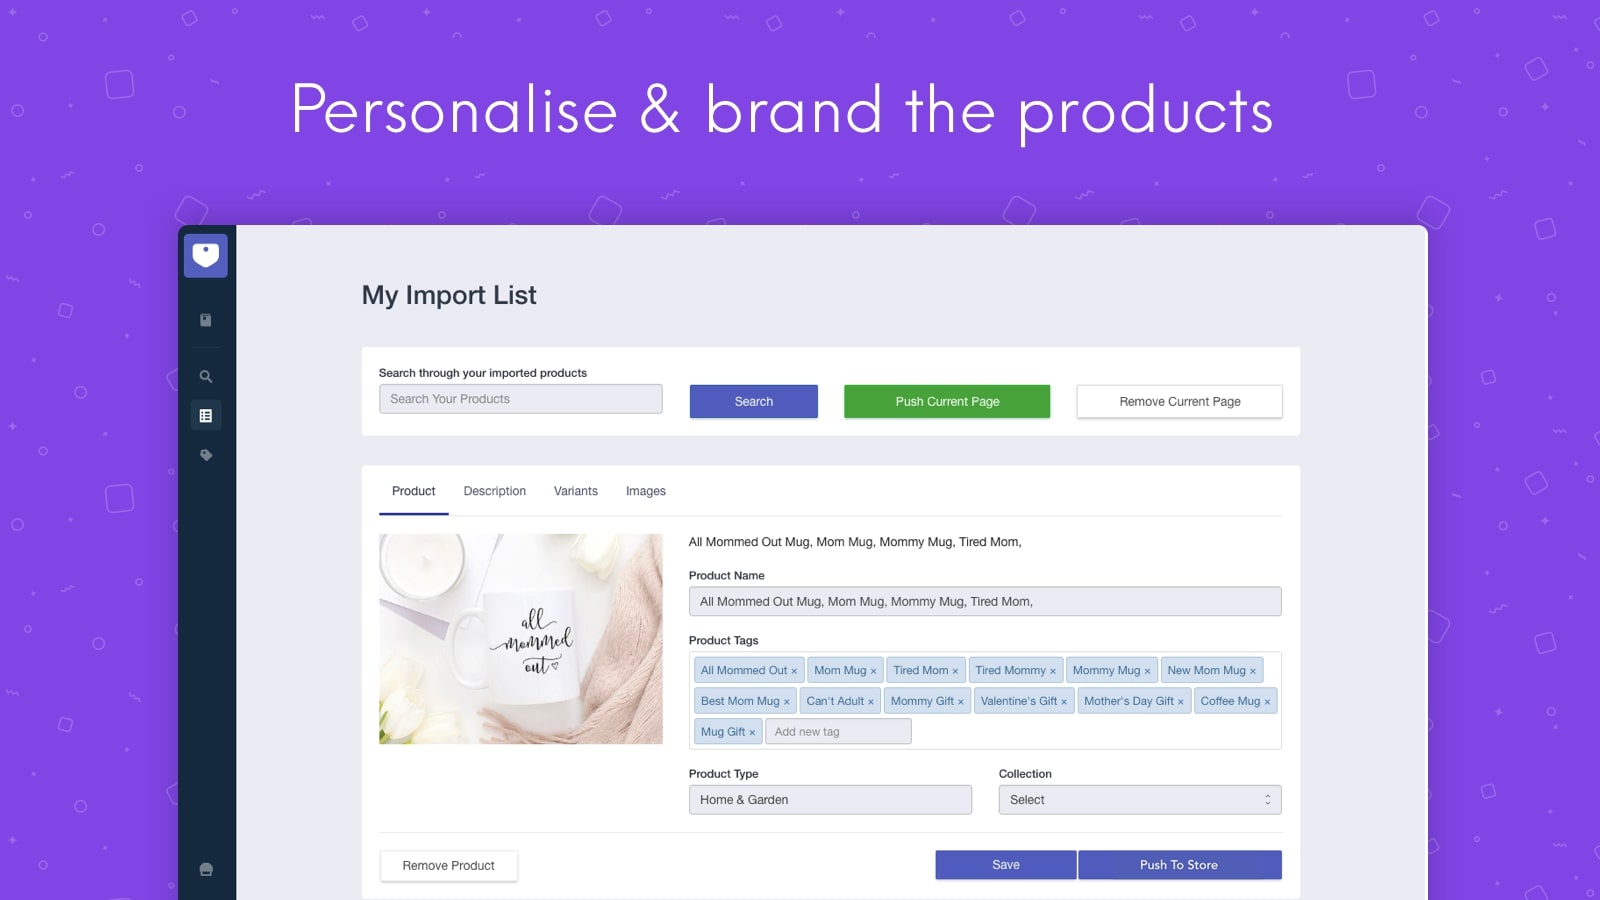 Personalise & brand the products
My Import List
Search through your imported products
Search Your Products
Search
Push Current Page
Remove Current Page
Product
Description
Variants
Images
all
mommed
out
All Mommed Out Mug, Mom Mug, Mommy Mug, Tired Mom,
Product Name
All Mommed Out Mug, Mom Mug, Mommy Mug, Tired Mom,
Product Tags
All Mommed Out × Mom Mug × Tired Mom × Tired Mommy × Mommy Mug × New Mom Mug ×
Best Mom Mug × Can't Adult × Mommy Gift × Valentine's Gift × Mother's Day Gift × Coffee Mug ×
Mug Gift × Add new tag
Product Type
Home & Garden
Collection
Select
Remove Product
Save
Push To Store